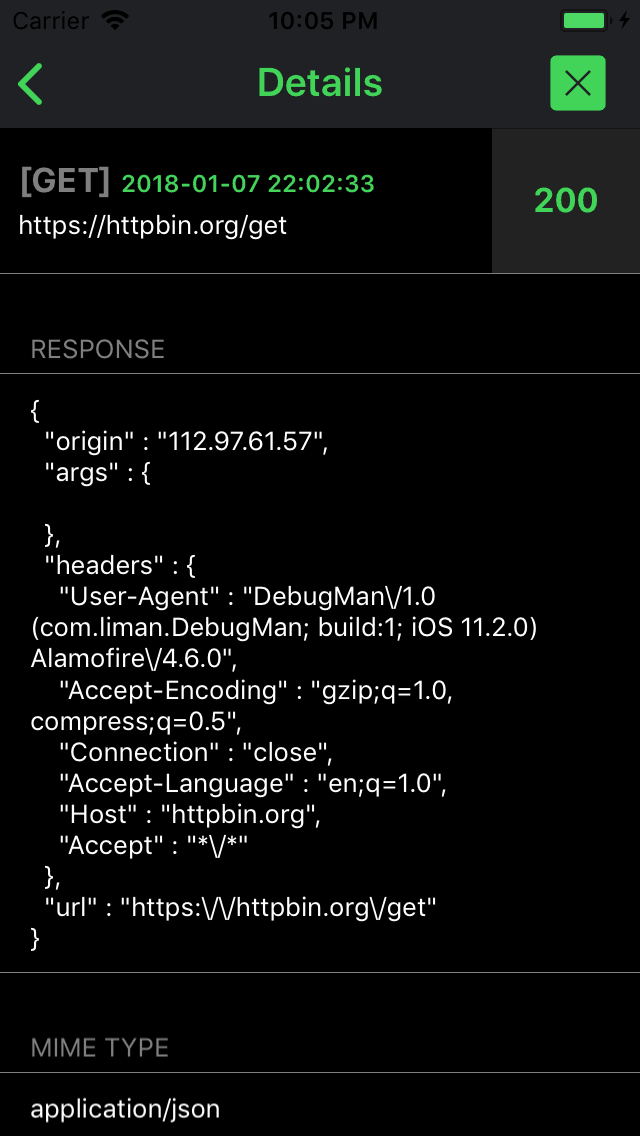 Carrier 10:05 PM
Details
[GET] 2018-01-07 22:02:33
200
https://httpbin.org/get
RESPONSE
{
"origin" : "112.97.61.57",
"args" : {
},
"headers" : {
"User-Agent" : "DebugMan\/1.0
(com.liman.DebugMan; build:1; iOS 11.2.0)
Alamofire\/4.6.0",
"Accept-Encoding" : "gzip;q=1.0,
compress;q=0.5",
"Connection" : "close",
"Accept-Language" : "en;q=1.0",
"Host" : "httpbin.org",
"Accept" : "*\/*"
},
"url" : "https:\/\/httpbin.org\/get"
}
MIME TYPE
application/json